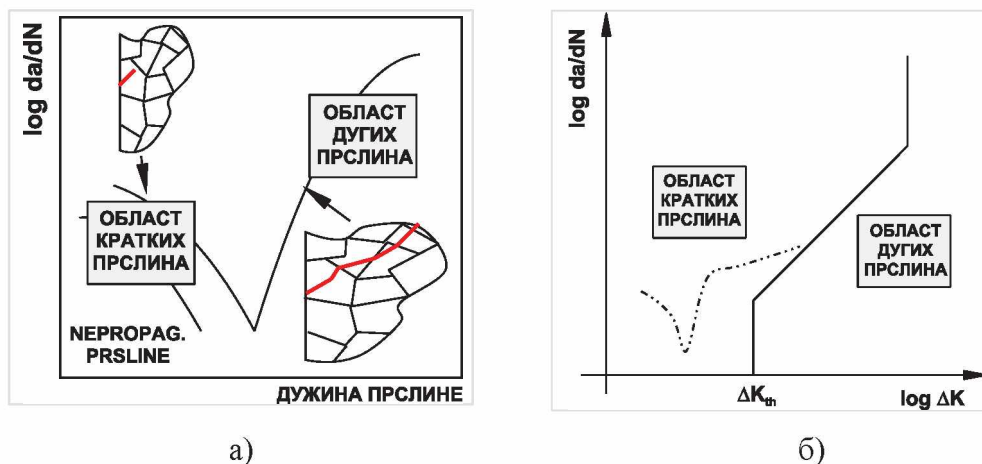 log da/dN
ОБЛАСТ
ДУГИХ
ПРСЛИНА
ОБЛАСТ
КРАТКИХ
ПРСЛИНА
NEPROPAG.
PRSLINE
ДУЖИНА ПРСЛИНЕ
а)
log da/dN
ОБЛАСТ
КРАТКИХ
ПРСЛИНА
ОБЛАСТ
ДУГИХ
ПРСЛИНА
ΔKth
log ΔK
б)